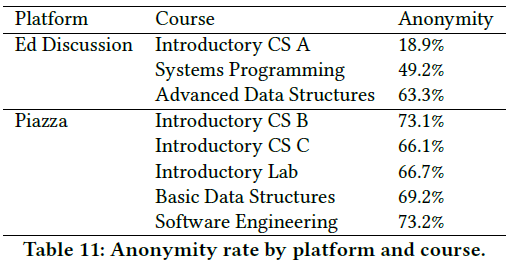 Platform Course Anonymity
Ed Discussion Introductory CS A 18.9%
Systems Programming 49.2%
Advanced Data Structures 63.3%
Piazza Introductory CS B 73.1%
Introductory CS C 66.1%
Introductory Lab 66.7%
Basic Data Structures 69.2%
Software Engineering 73.2%
Table 11: Anonymity rate by platform and course.